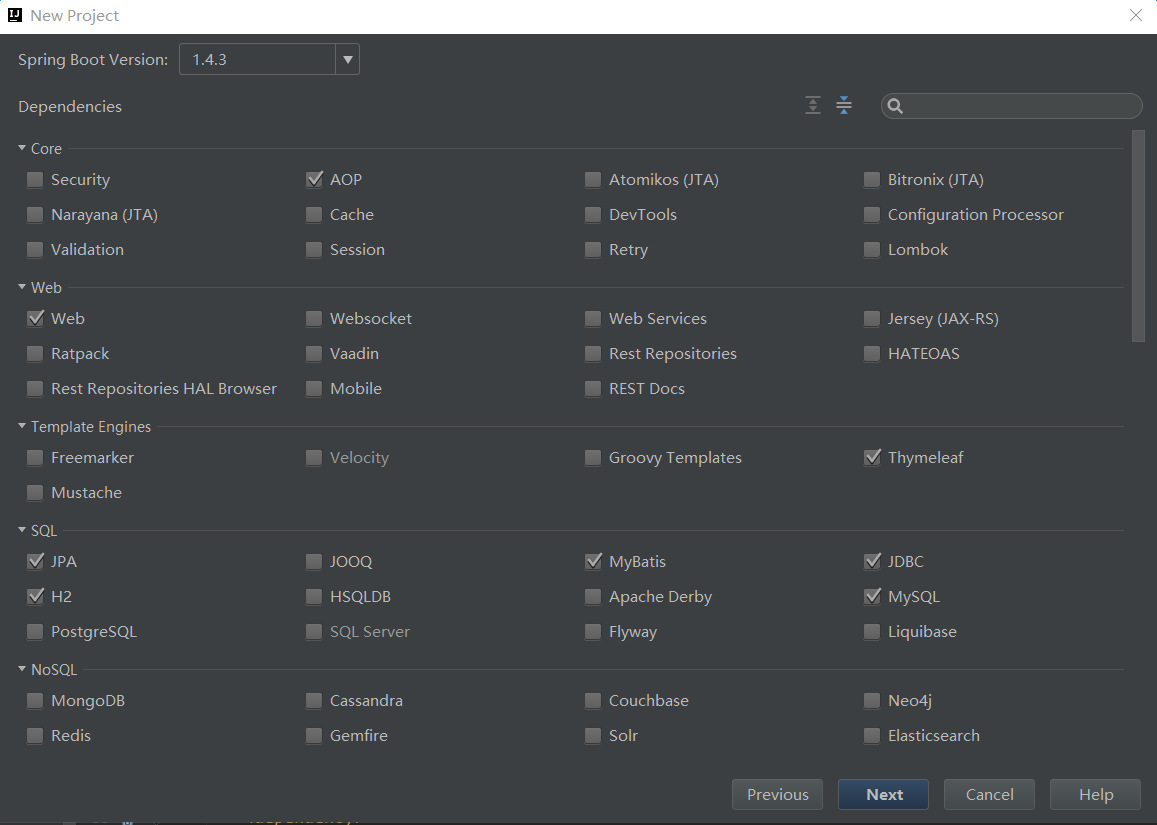 New Project
Spring Boot Version: 1.4.3
Dependencies
Core
Security AOP Atomikos (JTA) Bitronix (JTA)
Narayana (JTA) Cache DevTools Configuration Processor
Validation Session Retry Lombok
Web
Web Websocket Web Services Jersey (JAX-RS)
Ratpack Vaadin Rest Repositories HATEOAS
Rest Repositories HAL Browser Mobile REST Docs
Template Engines
Freemarker Velocity Groovy Templates Thymeleaf
Mustache
SQL
JPA JOOQ MyBatis JDBC
H2 HSQLDB Apache Derby MySQL
PostgreSQL SQL Server Flyway Liquibase
NoSQL
MongoDB Cassandra Couchbase Neo4j
Redis Gemfire Solr Elasticsearch
Previous Next Cancel Help